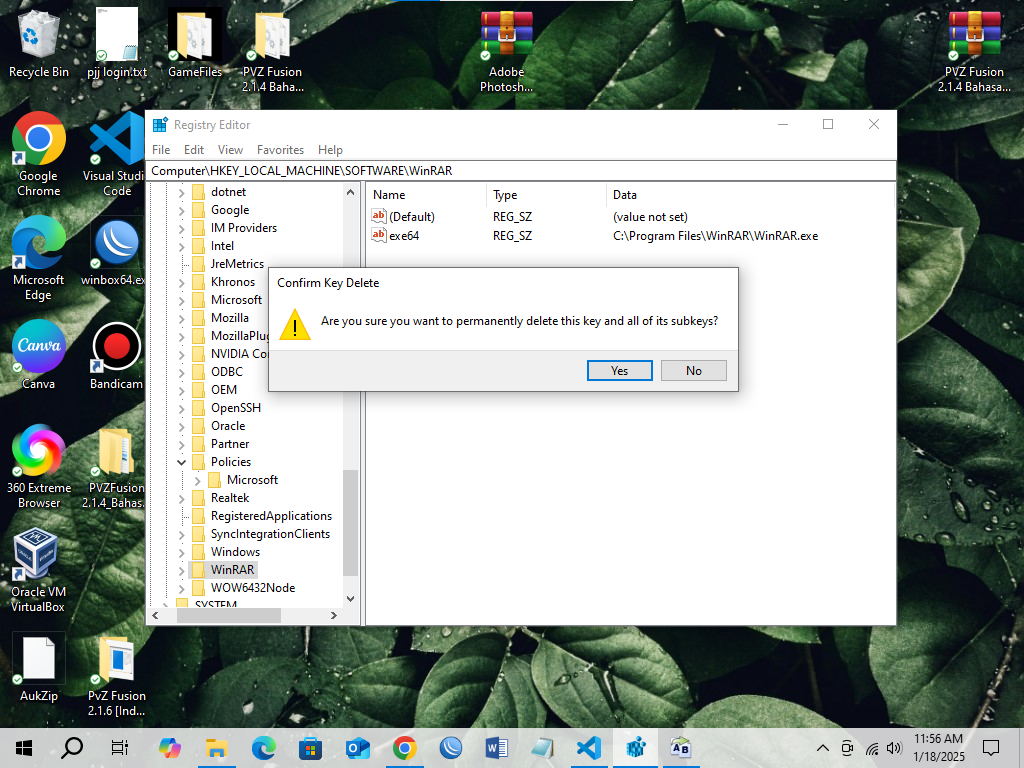 Recycle Bin
pjj login.txt
GameFiles
PVZ Fusion
2.1.4 Baha...
Adobe
Photosh...
PVZ Fusion
2.1.4 Bahasa...
Google
Chrome
Visual Studi
Code
Microsoft
Edge
winbox64.ex
Canva
Canva
Bandicam
360 Extreme
Browser
PVZFusion
2.1.4_Bahas.
Oracle VM
VirtualBox
AukZip
PvZ Fusion
2.1.6 [Ind...
Registry Editor
File Edit View Favorites Help
Computer\HKEY_LOCAL_MACHINE\SOFTWARE\WinRAR
dotnet
Google
IM Providers
Intel
JreMetrics
Khronos
Microsoft
Mozilla
MozillaPlug
NVIDIA Co
ODBC
OEM
OpenSSH
Oracle
Partner
Policies
Microsoft
Realtek
RegisteredApplications
SyncIntegrationClients
Windows
WinRAR
WOW6432Node
SYSTEM
Name Type Data
(Default) REG_SZ (value not set)
exe64 REG_SZ C:\Program Files\WinRAR\WinRAR.exe
Confirm Key Delete
Are you sure you want to permanently delete this key and all of its subkeys?
Yes No
11:56 AM
1/18/2025